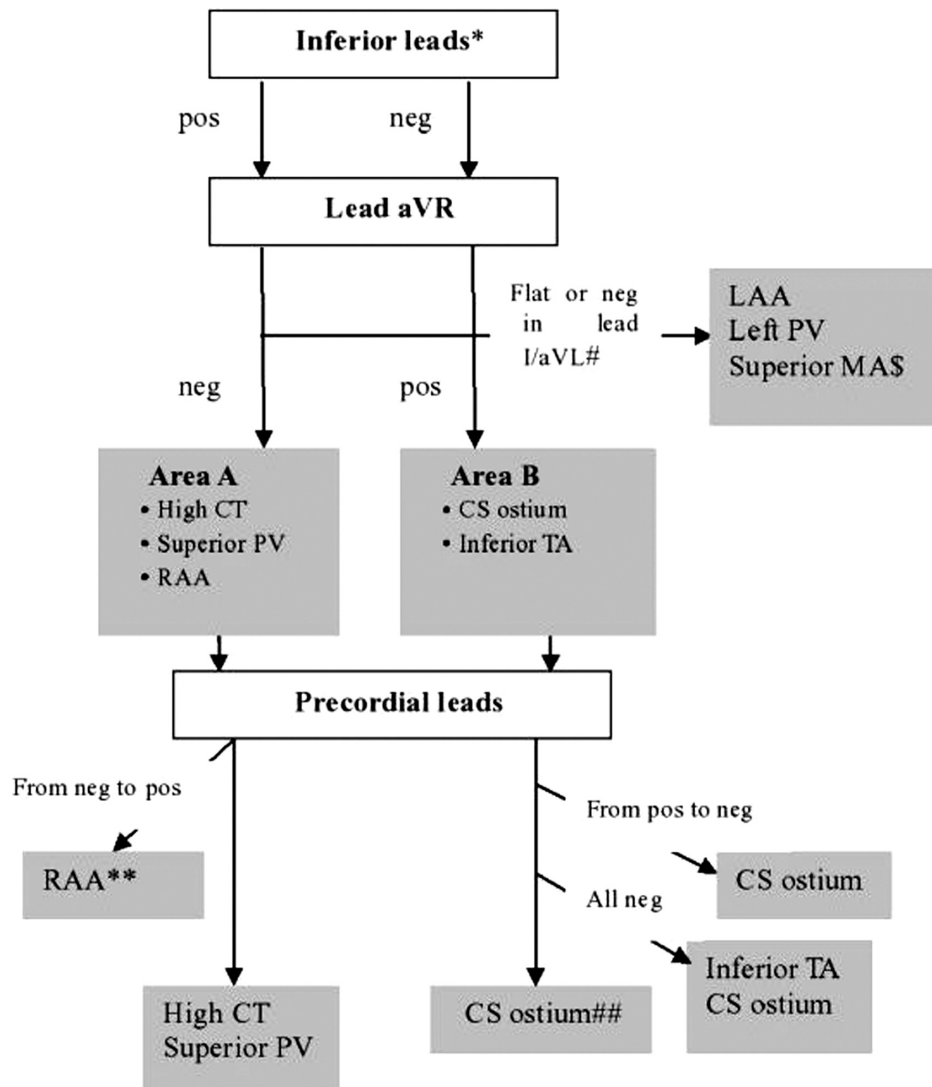 Inferior leads*
pos
neg
Lead aVR
Flat or neg
in lead
I/aVL#
LAA
Left PV
Superior MA$
neg
pos
Area A
• High CT
• Superior PV
• RAA
Area B
• CS ostium
• Inferior TA
Precordial leads
From neg to pos
From pos to neg
RAA**
CS ostium
All neg
Inferior TA
CS ostium
High CT
Superior PV
CS ostium##